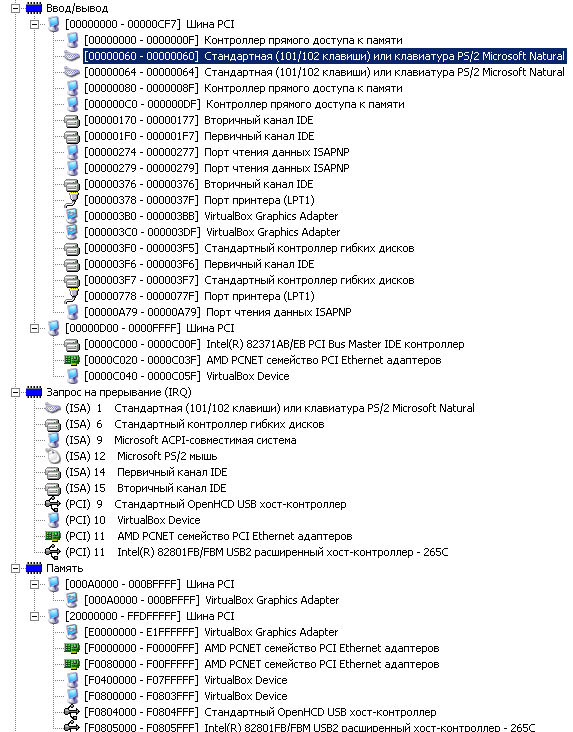 Ввод/вывод
[00000000 - 00000CF7] Шина PCI
[00000000 - 0000000F] Контроллер прямого доступа к памяти
[00000060 - 00000060] Стандартная (101/102 клавиши) или клавиатура PS/2 Microsoft Natural
[00000064 - 00000064] Стандартная (101/102 клавиши) или клавиатура PS/2 Microsoft Natural
[00000080 - 0000008F] Контроллер прямого доступа к памяти
[000000C0 - 000000DF] Контроллер прямого доступа к памяти
[00000170 - 00000177] Вторичный канал IDE
[000001F0 - 000001F7] Первичный канал IDE
[00000274 - 00000277] Порт чтения данных ISAPNP
[00000279 - 00000279] Порт чтения данных ISAPNP
[00000376 - 00000376] Вторичный канал IDE
[00000378 - 0000037F] Порт принтера (LPT1)
[000003B0 - 000003BB] VirtualBox Graphics Adapter
[000003C0 - 000003DF] VirtualBox Graphics Adapter
[000003F0 - 000003F5] Стандартный контроллер гибких дисков
[000003F6 - 000003F6] Первичный канал IDE
[000003F7 - 000003F7] Стандартный контроллер гибких дисков
[00000778 - 0000077F] Порт принтера (LPT1)
[00000A79 - 00000A79] Порт чтения данных ISAPNP
[00000D00 - 0000FFFF] Шина PCI
[0000C000 - 0000C00F] Intel(R) 82371AB/EB PCI Bus Master IDE контроллер
[0000C020 - 0000C03F] AMD PCNET семейство PCI Ethernet адаптеров
[0000C040 - 0000C05F] VirtualBox Device
Запрос на прерывание (IRQ)
(ISA) 1 Стандартная (101/102 клавиши) или клавиатура PS/2 Microsoft Natural
(ISA) 6 Стандартный контроллер гибких дисков
(ISA) 9 Microsoft ACPI-совместимая система
(ISA) 12 Microsoft PS/2 мышь
(ISA) 14 Первичный канал IDE
(ISA) 15 Вторичный канал IDE
(PCI) 9 Стандартный OpenHCD USB хост-контроллер
(PCI) 10 VirtualBox Device
(PCI) 11 AMD PCNET семейство PCI Ethernet адаптеров
(PCI) 11 Intel(R) 82801FB/FBM USB2 расширенный хост-контроллер - 265C
Память
[000A0000 - 000BFFFF] Шина PCI
[000A0000 - 000BFFFF] VirtualBox Graphics Adapter
[20000000 - FFDFFFFF] Шина PCI
[E0000000 - E1FFFFFF] VirtualBox Graphics Adapter
[F0000000 - F0000FFF] AMD PCNET семейство PCI Ethernet адаптеров
[F0080000 - F00FFFFF] AMD PCNET семейство PCI Ethernet адаптеров
[F0400000 - F07FFFFF] VirtualBox Device
[F0800000 - F0803FFF] VirtualBox Device
[F0804000 - F0804FFF] Стандартный OpenHCD USB хост-контроллер
[F0805000 - F0805FFF] Intel(R) 82801FB/FBM USB2 расширенный хост-контроллер - 265C